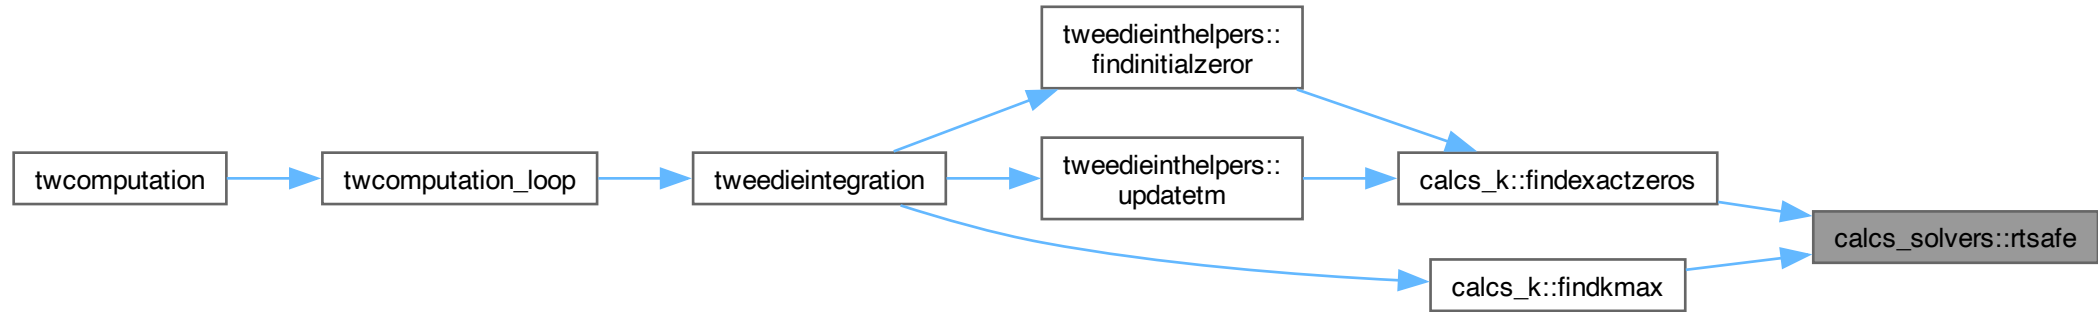 tweedieinthelpers::
findinitialzeror
twcomputation
twcomputation_loop
tweedieintegration
tweedieinthelpers::
updatetm
calcs_k::findexactzeros
calcs_solvers::rtsafe
calcs_k::findkmax